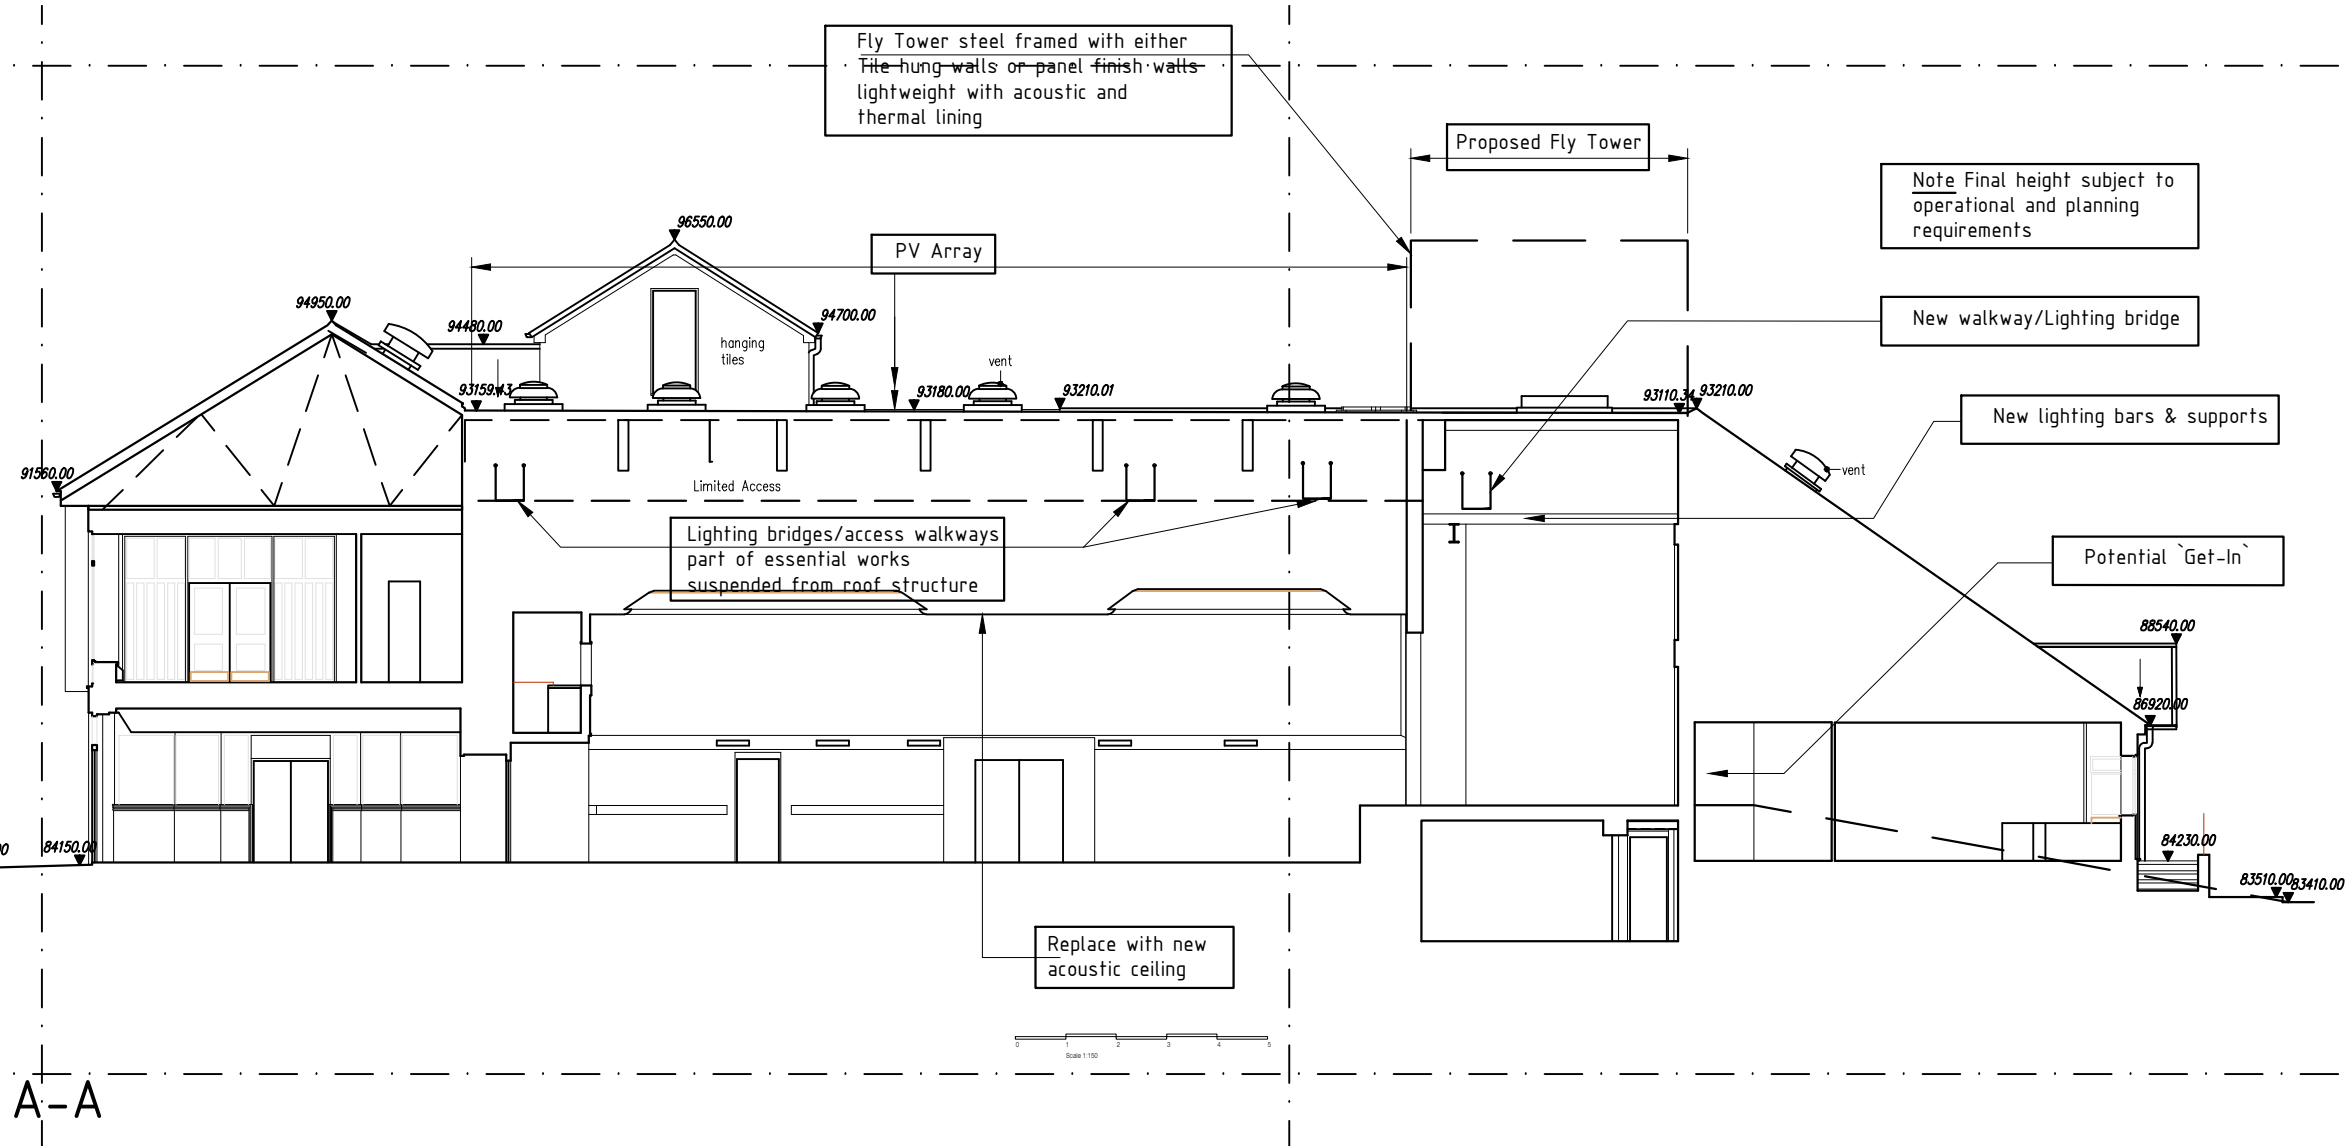 Fly Tower steel framed with either
Tile hung walls or panel finish walls
lightweight with acoustic and
thermal lining
Proposed Fly Tower
Note Final height subject to
operational and planning
requirements
96550.00
PV Array
94950.00
94480.00
94700.00
New walkway/Lighting bridge
hanging
tiles
vent
93159.43
93180.00
93210.01
93110.34
93210.00
New lighting bars & supports
91560.00
Limited Access
vent
Lighting bridges/access walkways
part of essential works
suspended from roof structure
Potential `Get-In`
88540.00
86920.00
84150.00
84230.00
83510.00
83410.00
Replace with new
acoustic ceiling
0 1 2 3 4 5
Scale 1:150
A-A